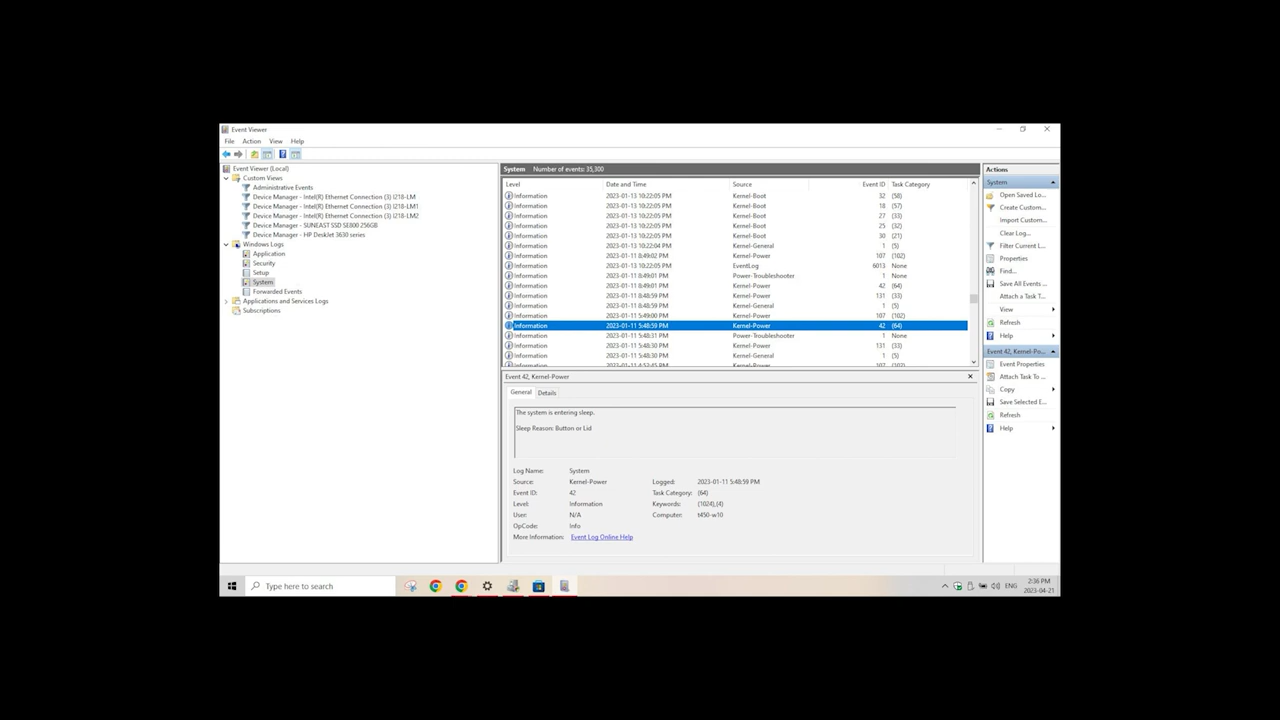 Event Viewer
File Action View Help
Event Viewer (Local)
Custom Views
Administrative Events
Device Manager - Intel(R) Ethernet Connection (3) I218-LM
Device Manager - Intel(R) Ethernet Connection (3) I218-LM1
Device Manager - Intel(R) Ethernet Connection (3) I218-LM2
Device Manager - SUNEAST SSD SE800 256GB
Device Manager - HP DeskJet 3630 series
Windows Logs
Application
Security
Setup
System
Forwarded Events
Applications and Services Logs
Subscriptions
System Number of events: 35,300
Level Date and Time Source Event ID Task Category
Information 2023-01-13 10:22:05 PM Kernel-Boot 32 (58)
Information 2023-01-13 10:22:05 PM Kernel-Boot 18 (57)
Information 2023-01-13 10:22:05 PM Kernel-Boot 27 (33)
Information 2023-01-13 10:22:05 PM Kernel-Boot 25 (32)
Information 2023-01-13 10:22:05 PM Kernel-Boot 30 (21)
Information 2023-01-13 10:22:04 PM Kernel-General 1 (5)
Information 2023-01-11 8:49:02 PM Kernel-Power 107 (102)
Information 2023-01-13 10:22:05 PM EventLog 6013 None
Information 2023-01-11 8:49:01 PM Power-Troubleshooter 1 None
Information 2023-01-11 8:49:01 PM Kernel-Power 42 (64)
Information 2023-01-11 8:48:59 PM Kernel-Power 131 (33)
Information 2023-01-11 8:48:59 PM Kernel-General 1 (5)
Information 2023-01-11 5:49:00 PM Kernel-Power 107 (102)
Information 2023-01-11 5:48:59 PM Kernel-Power 42 (64)
Information 2023-01-11 5:48:31 PM Power-Troubleshooter 1 None
Information 2023-01-11 5:48:30 PM Kernel-Power 131 (33)
Information 2023-01-11 5:48:30 PM Kernel-General 1 (5)
Information 2023-01-11 4:52:45 PM Kernel-Power 107 (102)
Event 42, Kernel-Power
General Details
The system is entering sleep.
Sleep Reason: Button or Lid
Log Name: System
Source: Kernel-Power Logged: 2023-01-11 5:48:59 PM
Event ID: 42 Task Category: (64)
Level: Information Keywords: (1024),(4)
User: N/A Computer: t450-w10
OpCode: Info
More Information: Event Log Online Help
Actions
System
Open Saved Lo...
Create Custom...
Import Custom...
Clear Log...
Filter Current L...
Properties
Find...
Save All Events ...
Attach a Task T...
View
Refresh
Help
Event 42, Kernel-Po...
Event Properties
Attach Task To ...
Copy
Save Selected E...
Refresh
Help
Type here to search
ENG
2:36 PM
2023-04-21